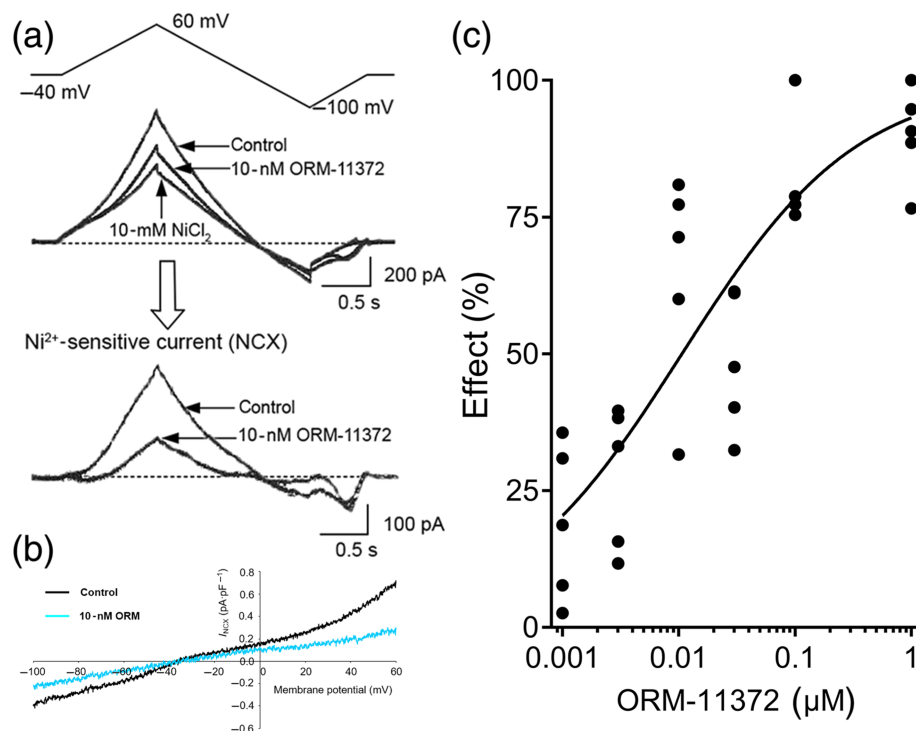 (a)
60 mV
–40 mV
–100 mV
Control
10-nM ORM-11372
10-mM NiCl₂
200 pA
0.5 s
Ni²⁺-sensitive current (NCX)
Control
10-nM ORM-11372
100 pA
0.5 s
(b)
Control
10-nM ORM
I_NCX (pA·pF⁻¹)
0.8
0.6
0.4
0.2
0.0
–0.2
–0.4
–0.6
–100 –80 –60 –40 –20 0 20 40 60
Membrane potential (mV)
(c)
Effect (%)
100
75
50
25
0
0.001 0.01 0.1 1
ORM-11372 (µM)